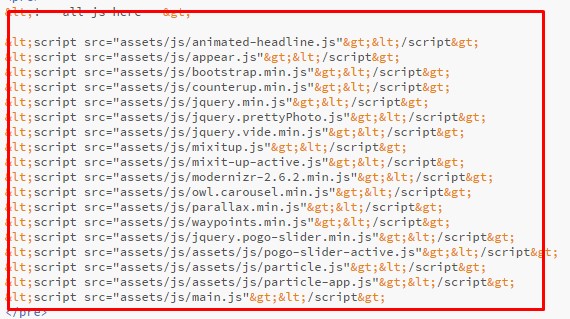 &lt;!-- all js here --&gt;
&lt;script src="assets/js/animated-headline.js"&gt;&lt;/script&gt;
&lt;script src="assets/js/appear.js"&gt;&lt;/script&gt;
&lt;script src="assets/js/bootstrap.min.js"&gt;&lt;/script&gt;
&lt;script src="assets/js/counterup.min.js"&gt;&lt;/script&gt;
&lt;script src="assets/js/jquery.min.js"&gt;&lt;/script&gt;
&lt;script src="assets/js/jquery.prettyPhoto.js"&gt;&lt;/script&gt;
&lt;script src="assets/js/jquery.vide.min.js"&gt;&lt;/script&gt;
&lt;script src="assets/js/mixitup.js"&gt;&lt;/script&gt;
&lt;script src="assets/js/mixit-up-active.js"&gt;&lt;/script&gt;
&lt;script src="assets/js/modernizr-2.6.2.min.js"&gt;&lt;/script&gt;
&lt;script src="assets/js/owl.carousel.min.js"&gt;&lt;/script&gt;
&lt;script src="assets/js/parallax.min.js"&gt;&lt;/script&gt;
&lt;script src="assets/js/waypoints.min.js"&gt;&lt;/script&gt;
&lt;script src="assets/js/jquery.pogo-slider.min.js"&gt;&lt;/script&gt;
&lt;script src="assets/js/assets/js/pogo-slider-active.js"&gt;&lt;/script&gt;
&lt;script src="assets/js/particle.js"&gt;&lt;/script&gt;
&lt;script src="assets/js/particle-app.js"&gt;&lt;/script&gt;
&lt;script src="assets/js/main.js"&gt;&lt;/script&gt;
</pre>